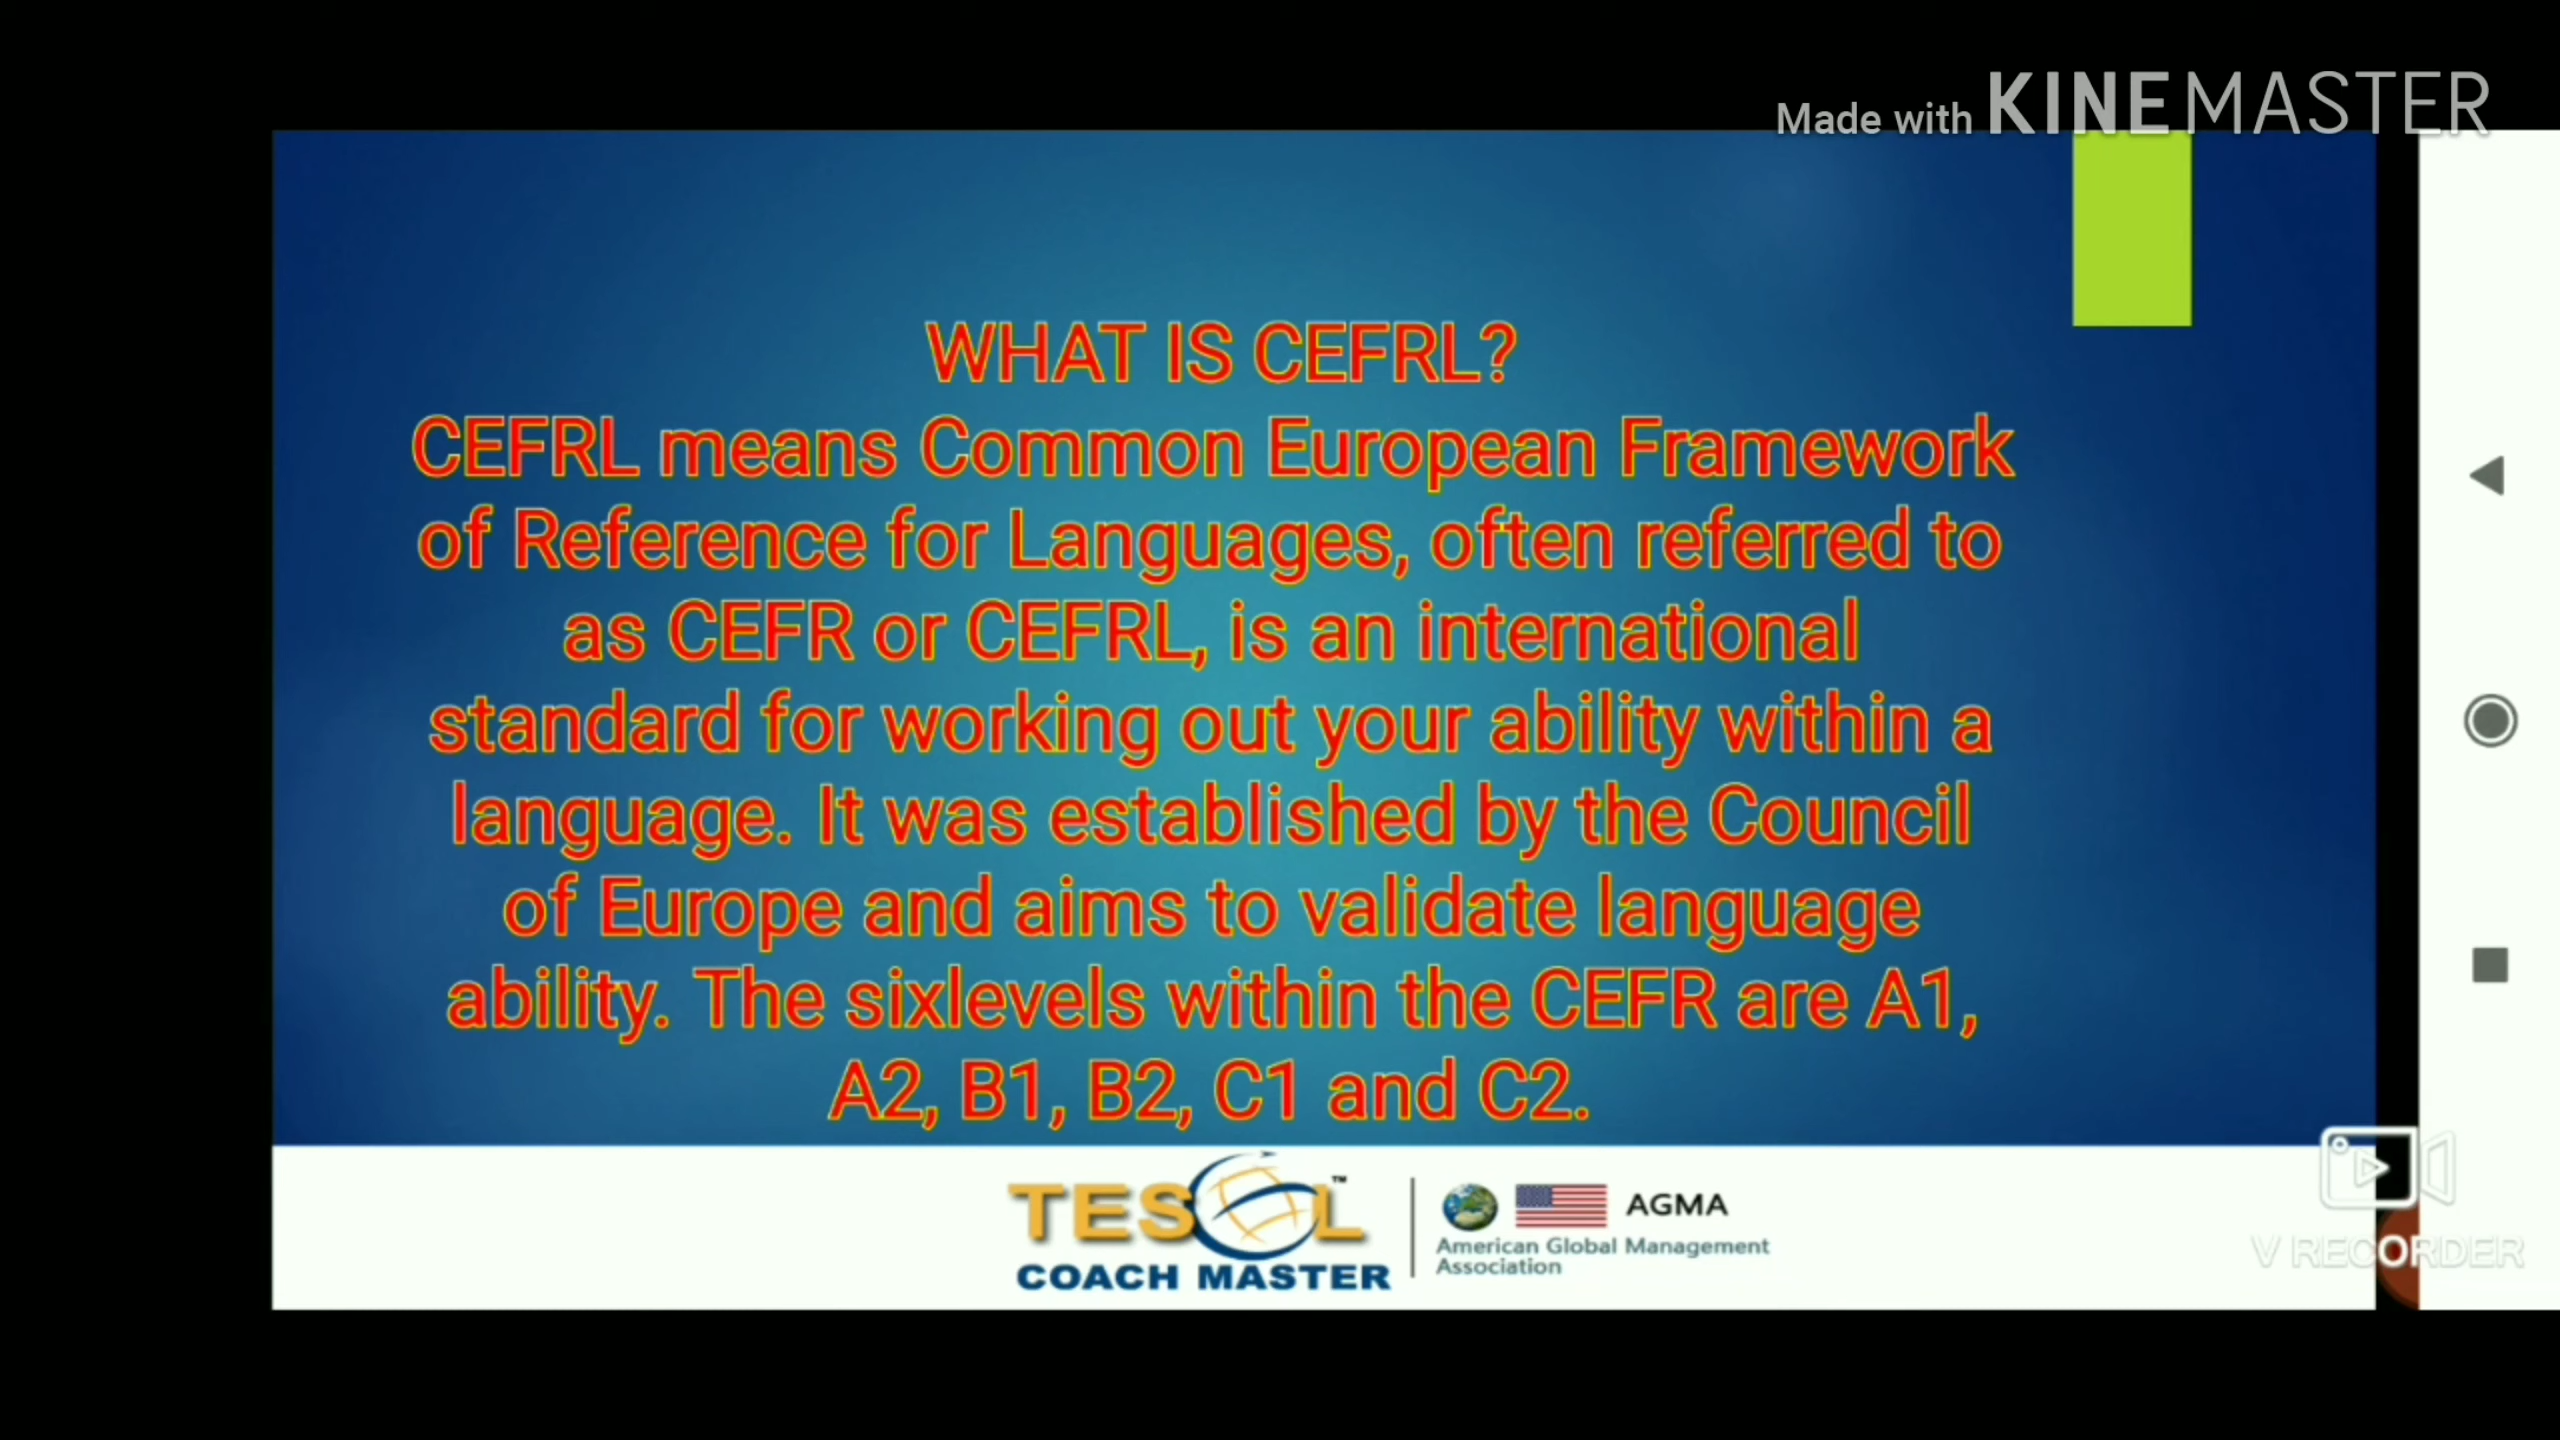 Made with KINEMASTER
WHAT IS CEFRL?
CEFRL means Common European Framework
of Reference for Languages, often referred to
as CEFR or CEFRL, is an international
standard for working out your ability within a
language. It was established by the Council
of Europe and aims to validate language
ability. The sixlevels within the CEFR are A1,
A2, B1, B2, C1 and C2.
TESOL™
COACH MASTER
AGMA
American Global Management
Association
V RECORDER